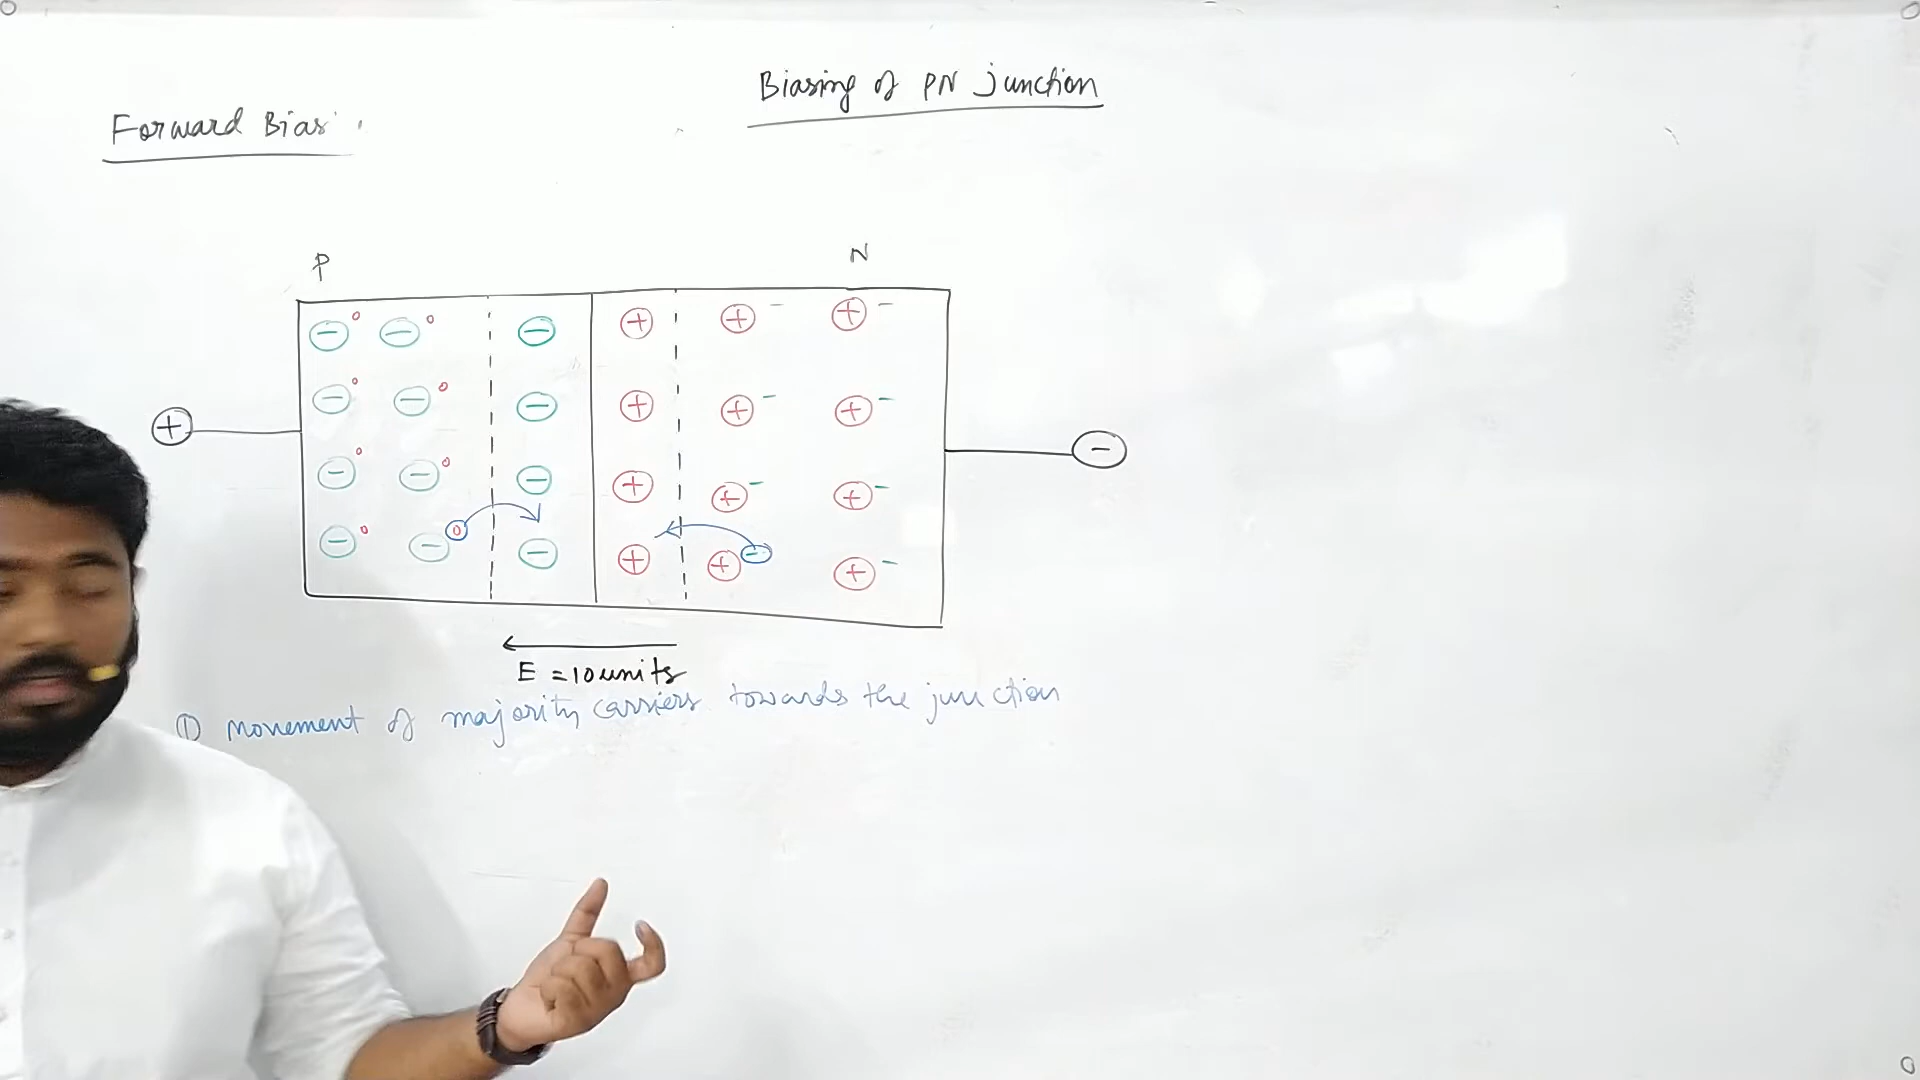 Biasing of PN junction
Forward Bias
P
N
E = 10 units
① Movement of majority carriers towards the junction